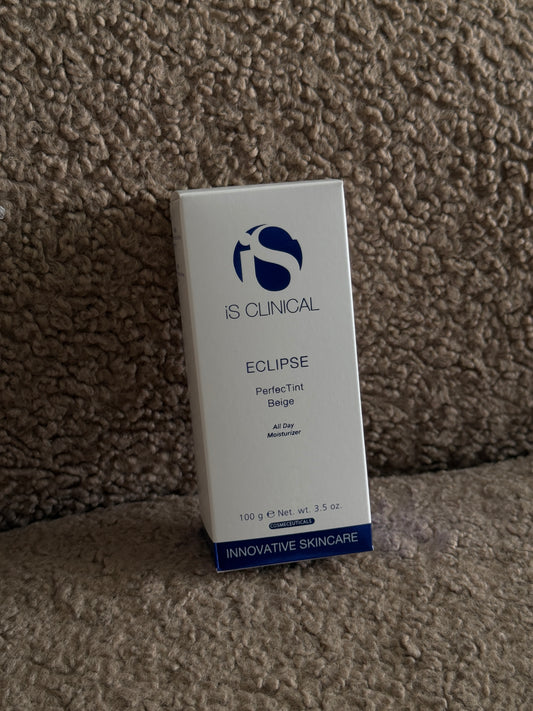 iS
iS CLINICAL
ECLIPSE
PerfecTint
Beige
All Day
Moisturizer
100 g ℮ Net. wt. 3.5 oz.
COSMECEUTICALS
INNOVATIVE SKINCARE